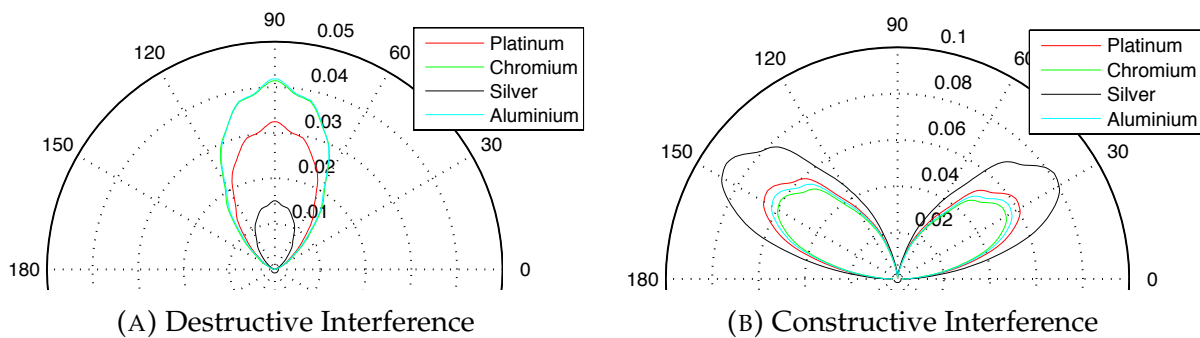 90
120
60
150
30
180
0
0.05
0.04
0.03
0.02
0.01
Platinum
Chromium
Silver
Aluminium
(A) Destructive Interference
90
120
60
150
30
180
0
0.1
0.08
0.06
0.04
0.02
Platinum
Chromium
Silver
Aluminium
(B) Constructive Interference